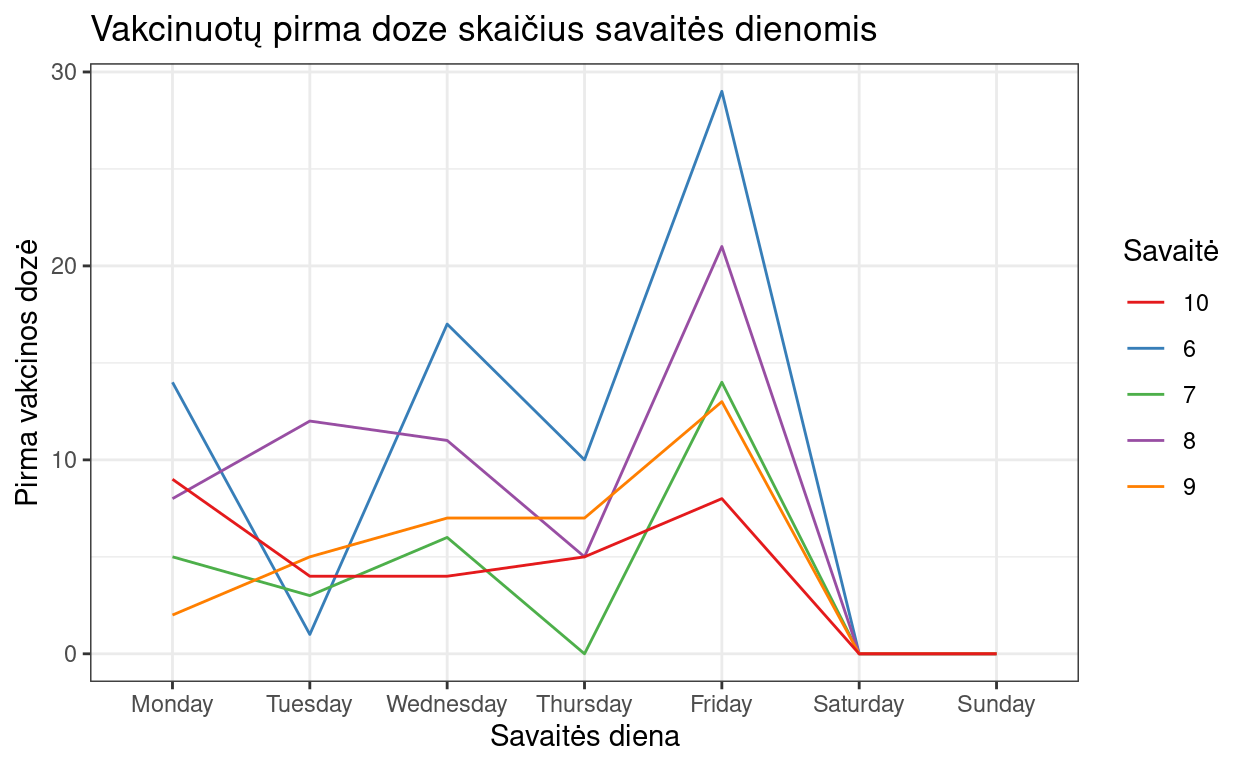 Vakcinuotų pirma doze skaičius savaitės dienomis
30
20
10
0
Pirma vakcinos dozė
Monday Tuesday Wednesday Thursday Friday Saturday Sunday
Savaitės diena
Savaitė
10
6
7
8
9